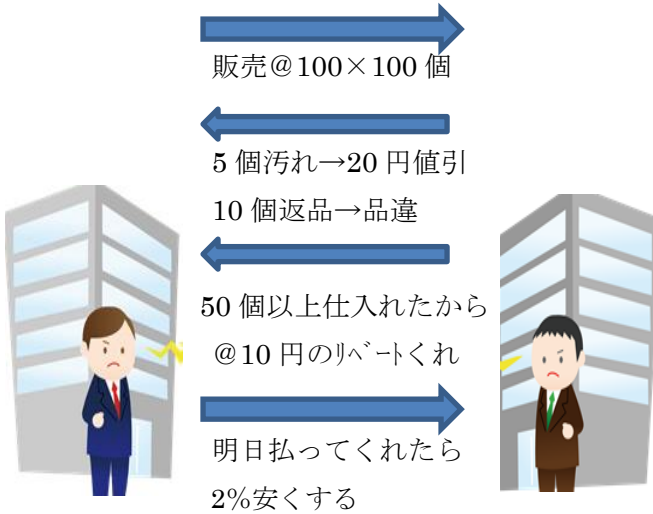 販売@100×100個
5個汚れ→20円値引
10個返品→品違
50個以上仕入れたから
@10円のﾘﾍﾞｰﾄくれ
明日払ってくれたら
2%安くする